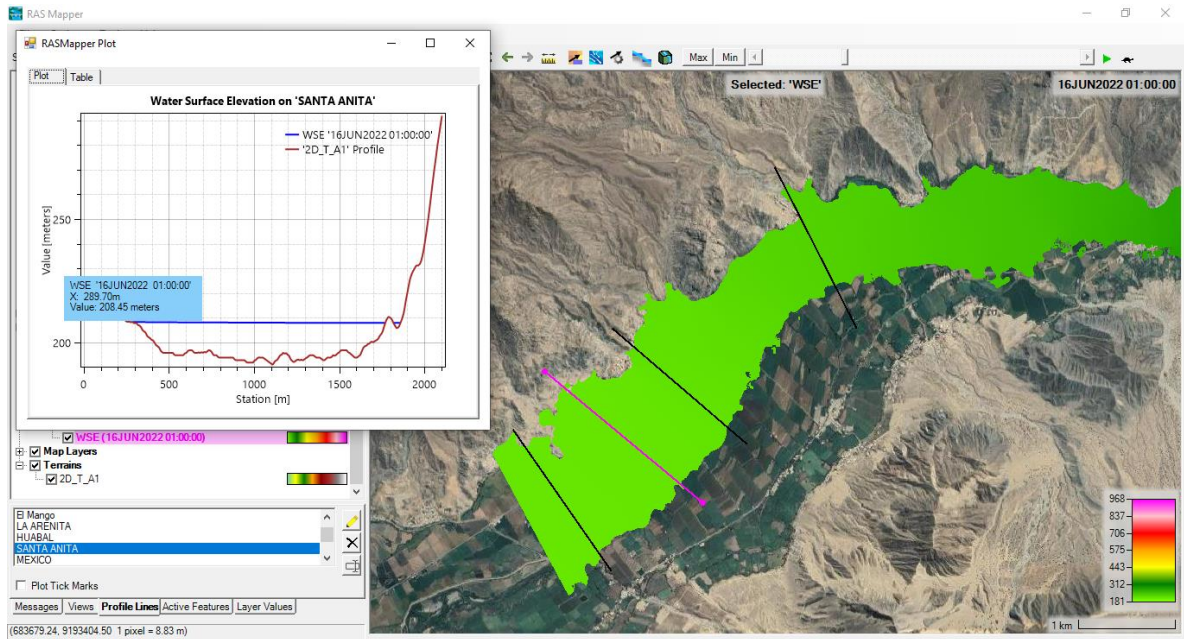 RAS Mapper
RASMapper Plot
Plot Table
Max Min
Water Surface Elevation on 'SANTA ANITA'
WSE '16JUN2022 01:00:00'
'2D_T_A1' Profile
Value [meters]
250
200
WSE '16JUN2022 01:00:00'
X: 289.70m
Value: 208.45 meters
0 500 1000 1500 2000
Station [m]
Selected: 'WSE'
16JUN2022 01:00:00
WSE (16JUN2022 01:00:00)
Map Layers
Terrains
2D_T_A1
El Mango
LA ARENITA
HUABAL
SANTA ANITA
MEXICO
Plot Tick Marks
Messages Views Profile Lines Active Features Layer Values
(683679.24, 9193404.50 1 pixel = 8.83 m)
968
837
706
575
443
312
181
1 km